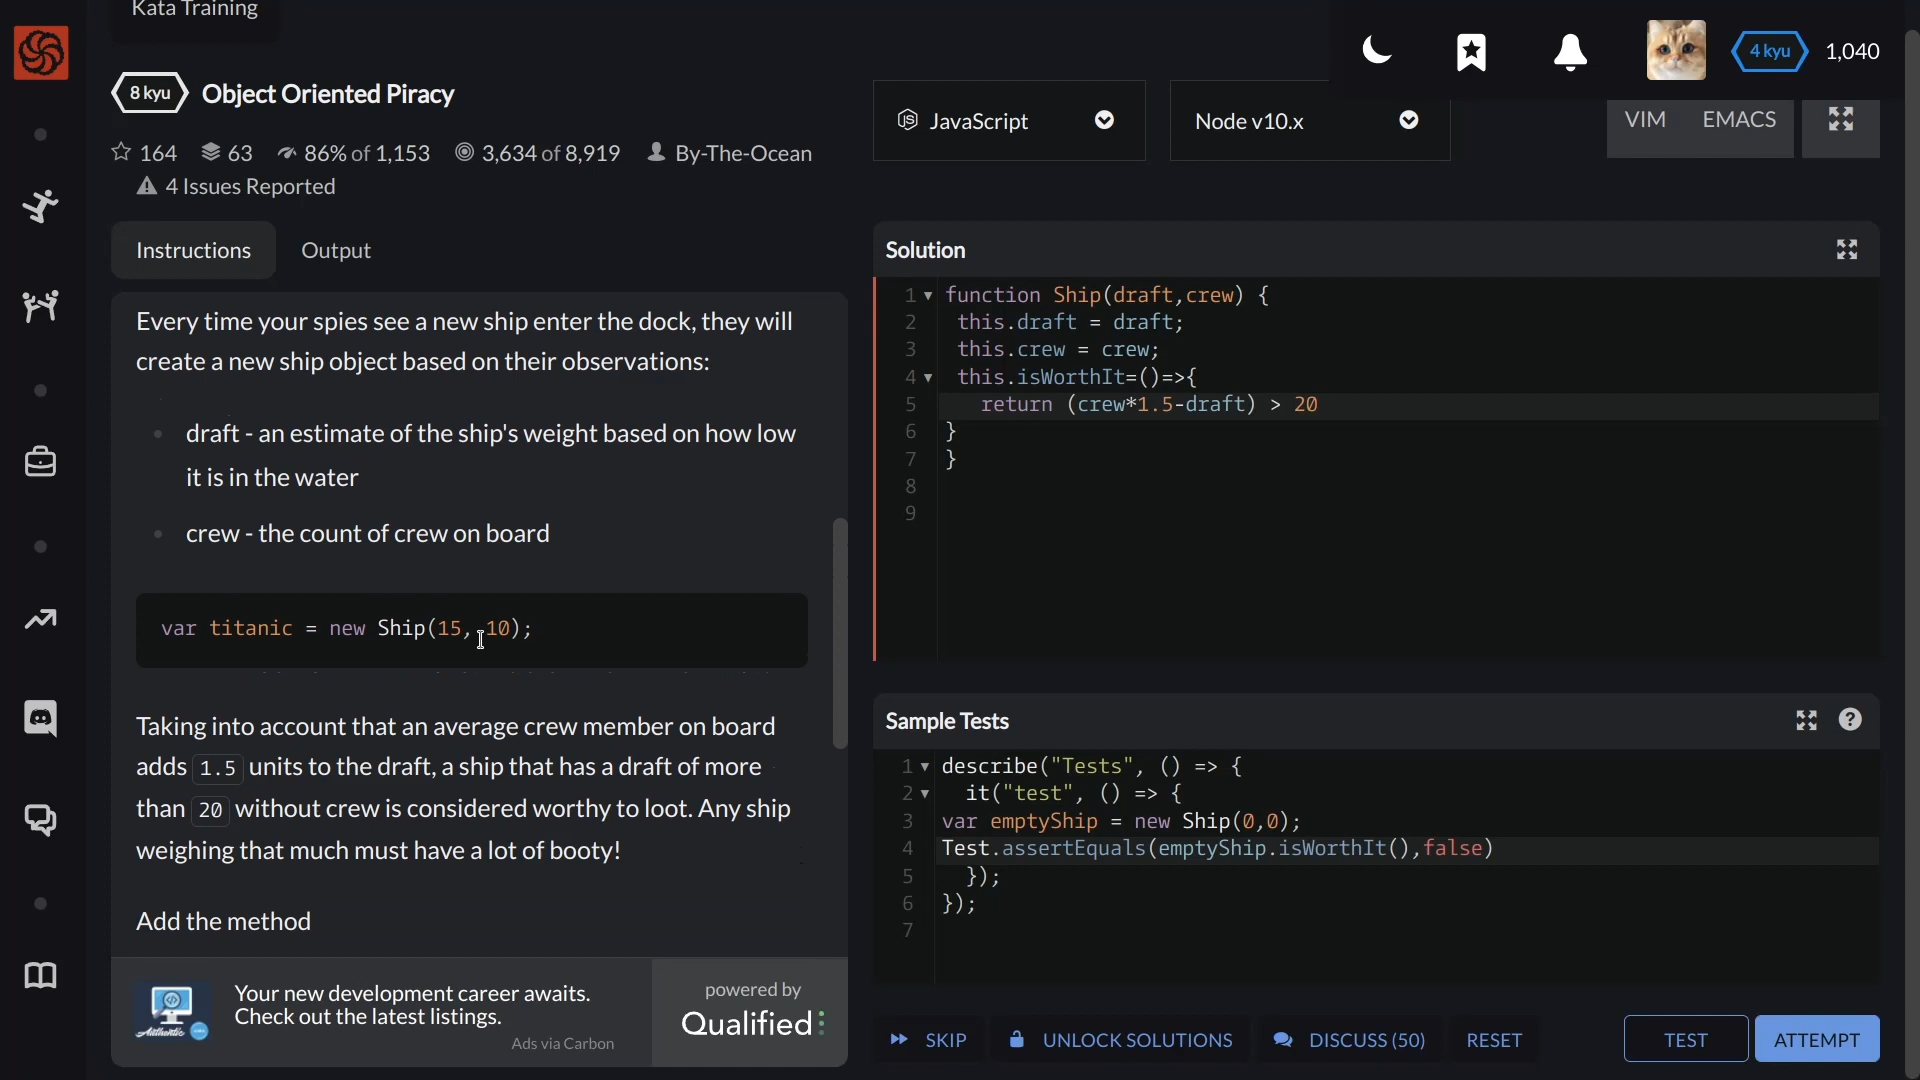 Kata Training
8 kyu Object Oriented Piracy
164 63 86% of 1,153 3,634 of 8,919 By-The-Ocean
4 Issues Reported
Instructions Output
Every time your spies see a new ship enter the dock, they will
create a new ship object based on their observations:
draft - an estimate of the ship's weight based on how low
it is in the water
crew - the count of crew on board
var titanic = new Ship(15, 10);
Taking into account that an average crew member on board
adds 1.5 units to the draft, a ship that has a draft of more
than 20 without crew is considered worthy to loot. Any ship
weighing that much must have a lot of booty!
Add the method
Authentic
Your new development career awaits.
Check out the latest listings.
Ads via Carbon
powered by
Qualified
4 kyu 1,040
JavaScript Node v10.x VIM EMACS
Solution
1 function Ship(draft,crew) {
2 this.draft = draft;
3 this.crew = crew;
4 this.isWorthIt=()=>{
5 return (crew*1.5-draft) > 20
6 }
7 }
8
9
Sample Tests
1 describe("Tests", () => {
2 it("test", () => {
3 var emptyShip = new Ship(0,0);
4 Test.assertEquals(emptyShip.isWorthIt(),false)
5 });
6 });
7
SKIP UNLOCK SOLUTIONS DISCUSS (50) RESET TEST ATTEMPT